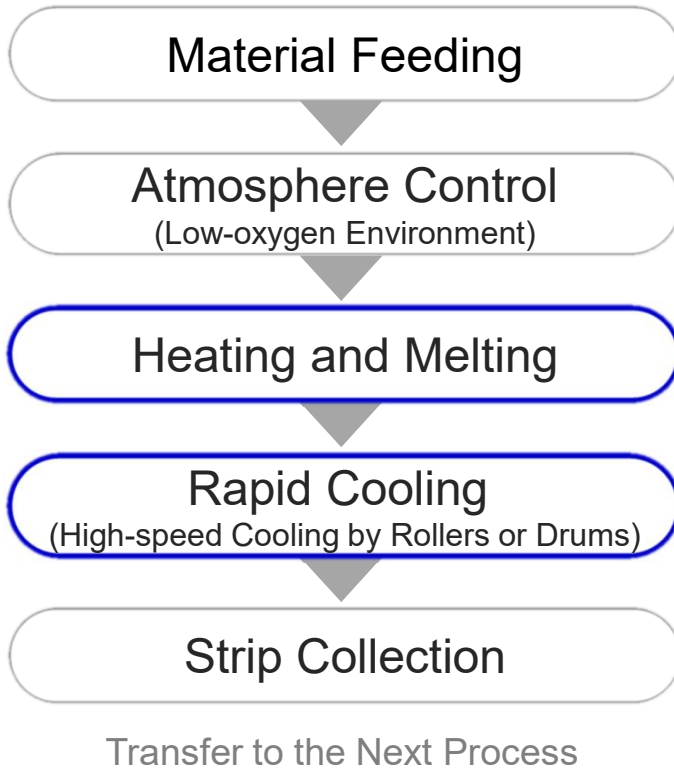 Material Feeding
Atmosphere Control
(Low-oxygen Environment)
Heating and Melting
Rapid Cooling
(High-speed Cooling by Rollers or Drums)
Strip Collection
Transfer to the Next Process